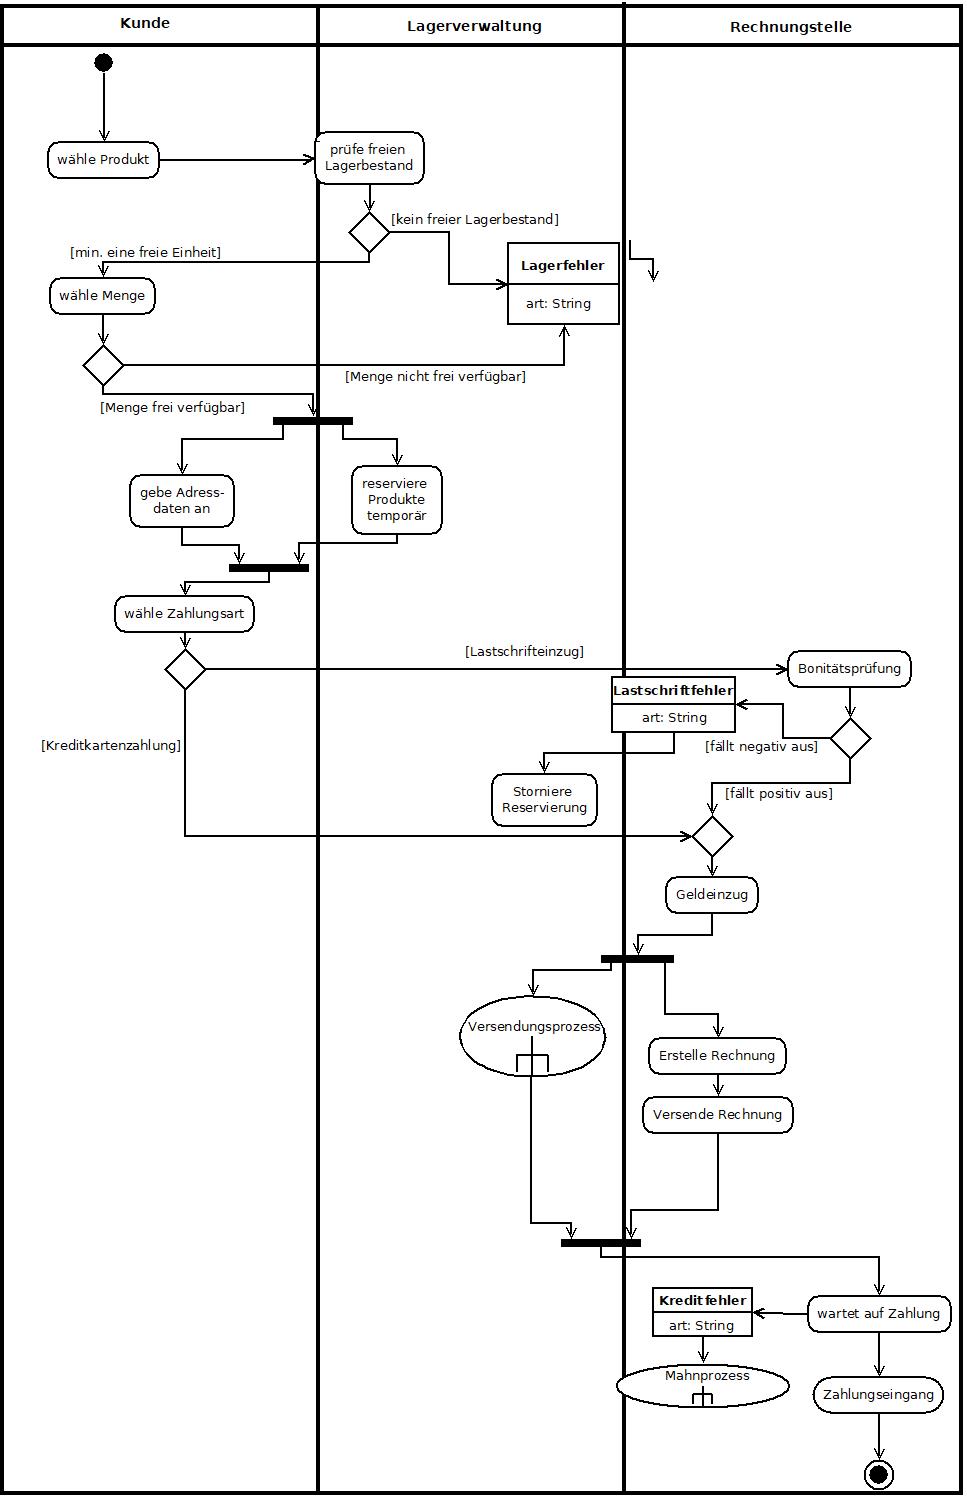 Kunde
Lagerverwaltung
Rechnungstelle
wähle Produkt
prüfe freien
Lagerbestand
[kein freier Lagerbestand]
[min. eine freie Einheit]
Lagerfehler
art: String
wähle Menge
[Menge nicht frei verfügbar]
[Menge frei verfügbar]
gebe Adress-
daten an
reserviere
Produkte
temporär
wähle Zahlungsart
[Lastschrifteinzug]
Bonitätsprüfung
Lastschriftfehler
art: String
[fällt negativ aus]
[Kreditkartenzahlung]
Storniere
Reservierung
[fällt positiv aus]
Geldeinzug
Versendungsprozess
Erstelle Rechnung
Versende Rechnung
Kreditfehler
art: String
wartet auf Zahlung
Mahnprozess
Zahlungseingang